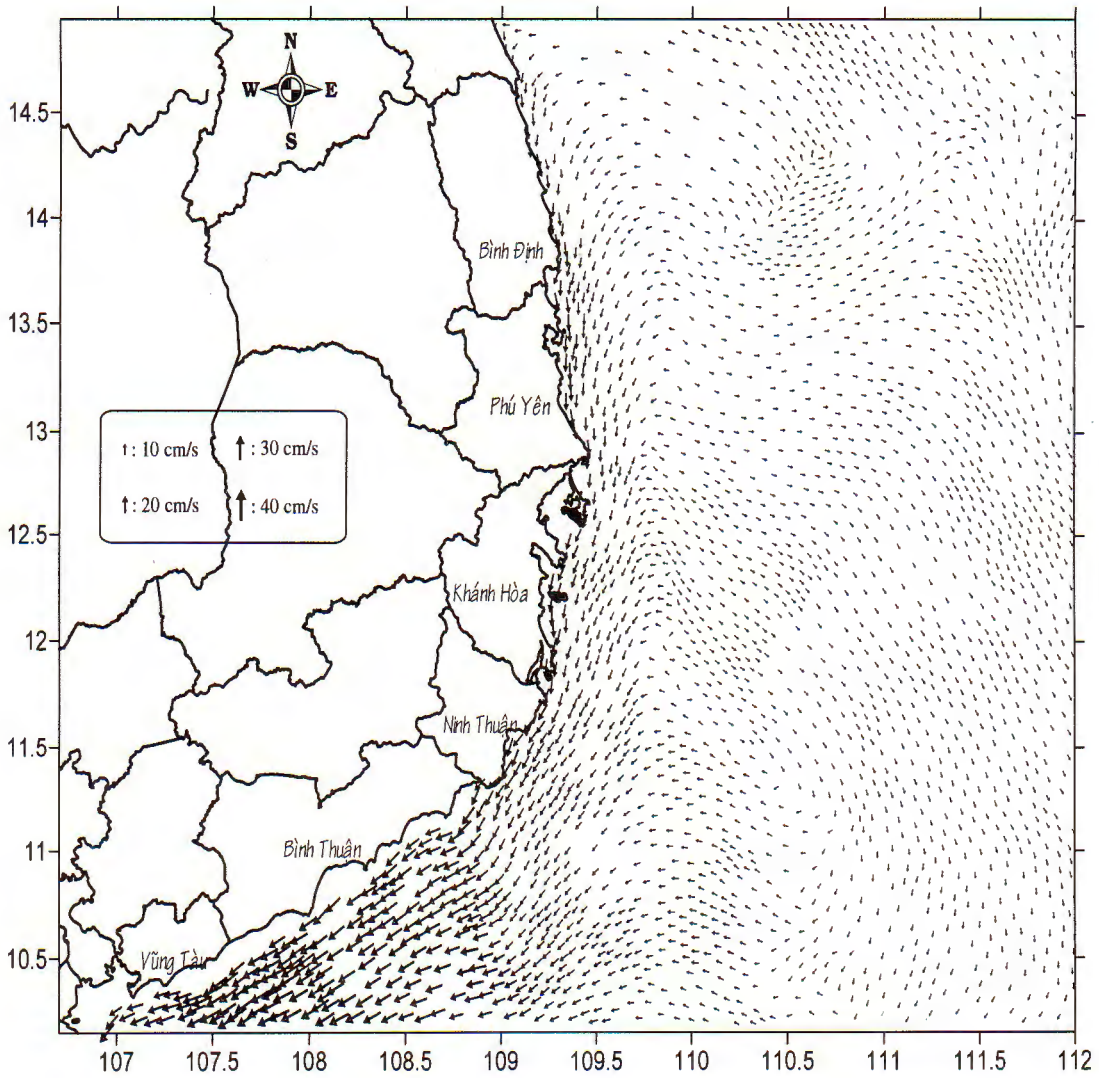 N
W E
S
14.5
14
13.5
13
12.5
12
11.5
11
10.5
Bình Định
Phú Yên
↑: 10 cm/s ↑: 30 cm/s
↑: 20 cm/s ↑: 40 cm/s
Khánh Hòa
Ninh Thuận
Bình Thuận
Vũng Tàu
107 107.5 108 108.5 109 109.5 110 110.5 111 111.5 112